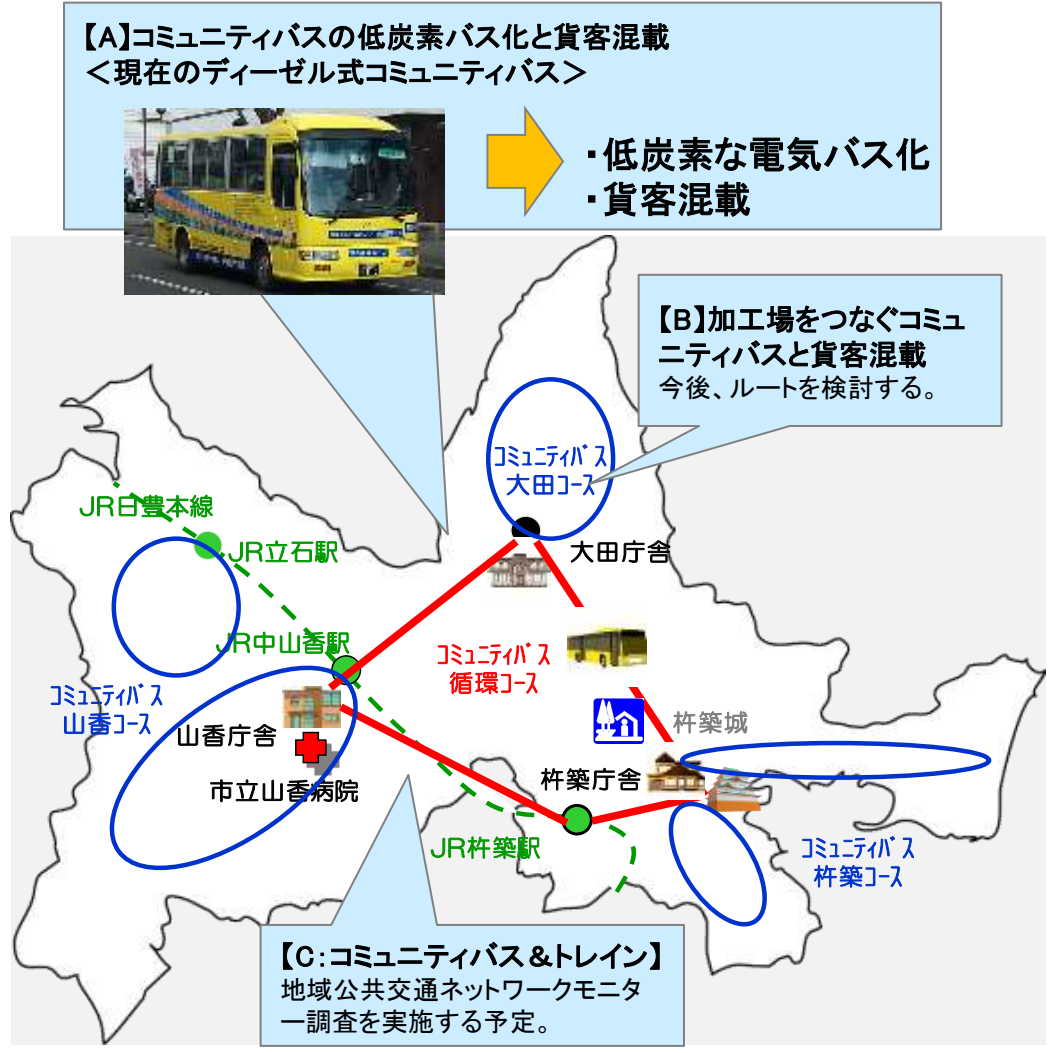 【A】コミュニティバスの低炭素バス化と貨客混載
＜現在のディーゼル式コミュニティバス＞
・低炭素な電気バス化
・貨客混載
【B】加工場をつなぐコミュ
ニティバスと貨客混載
今後、ルートを検討する。
コミュニティバス
大田コース
JR日豊本線
JR立石駅
大田庁舎
JR中山香駅
コミュニティバス
循環コース
コミュニティバス
山香コース
山香庁舎
杵築城
市立山香病院
杵築庁舎
JR杵築駅
コミュニティバス
杵築コース
【C：コミュニティバス＆トレイン】
地域公共交通ネットワークモニタ
ー調査を実施する予定。